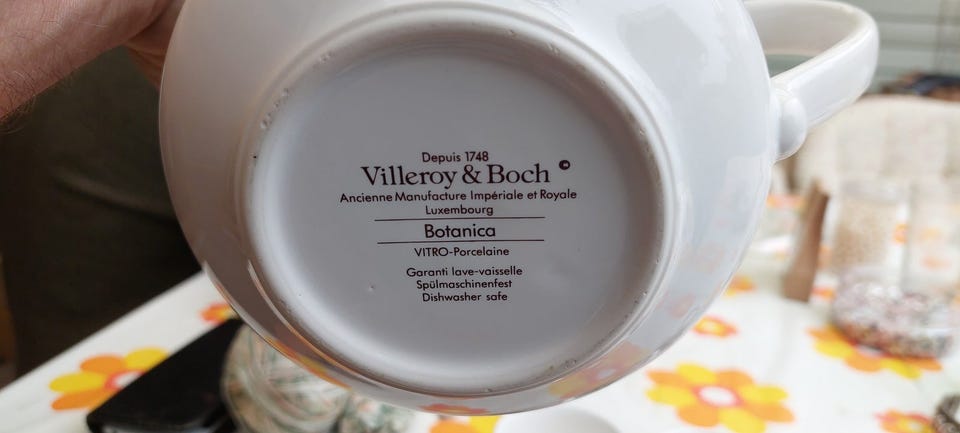 Depuis 1748
Villeroy & Boch ©
Ancienne Manufacture Impériale et Royale
Luxembourg
Botanica
VITRO-Porcelaine
Garanti lave-vaisselle
Spülmaschinenfest
Dishwasher safe